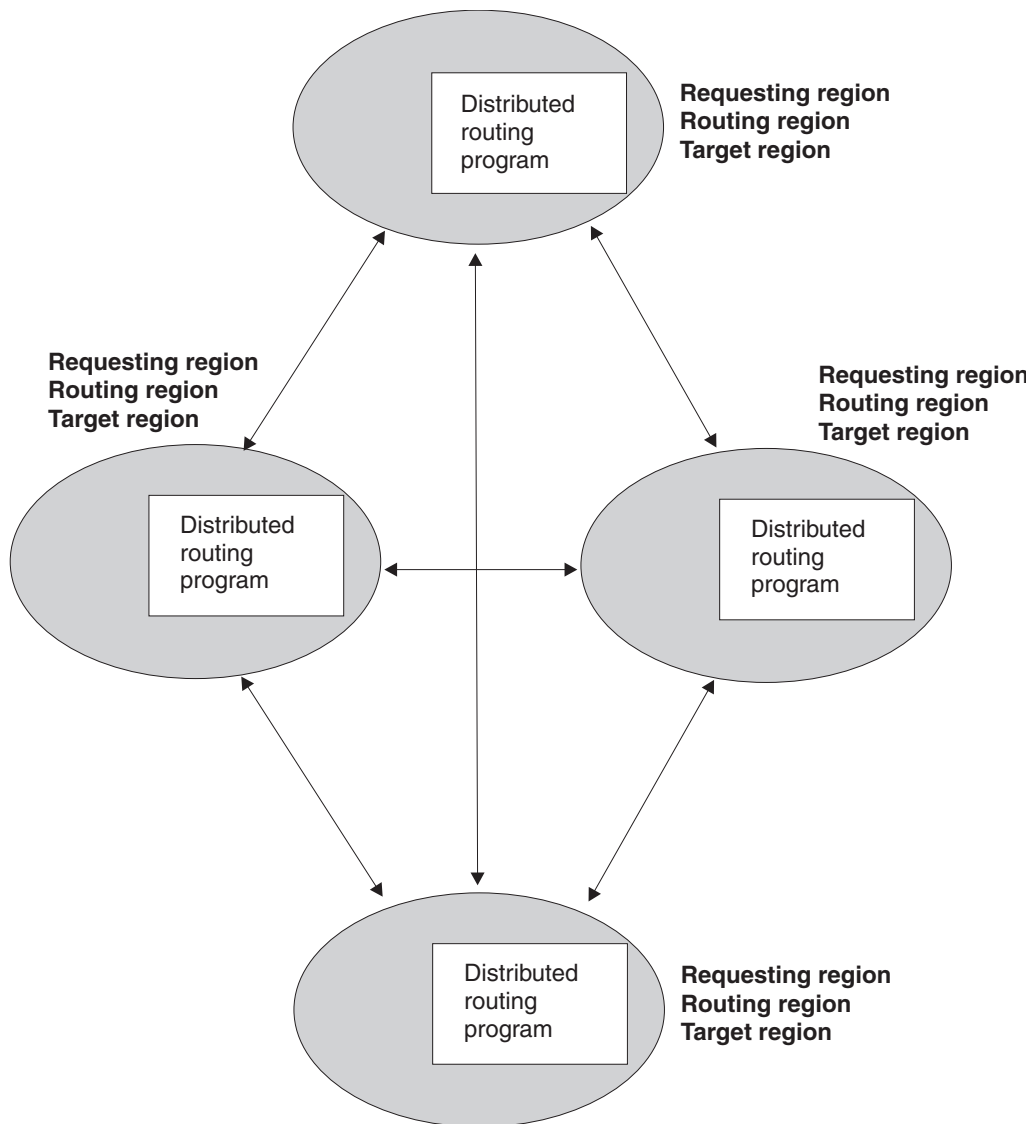 Distributed
routing
program
Requesting region
Routing region
Target region
Requesting region
Routing region
Target region
Distributed
routing
program
Requesting region
Routing region
Target region
Distributed
routing
program
Distributed
routing
program
Requesting region
Routing region
Target region